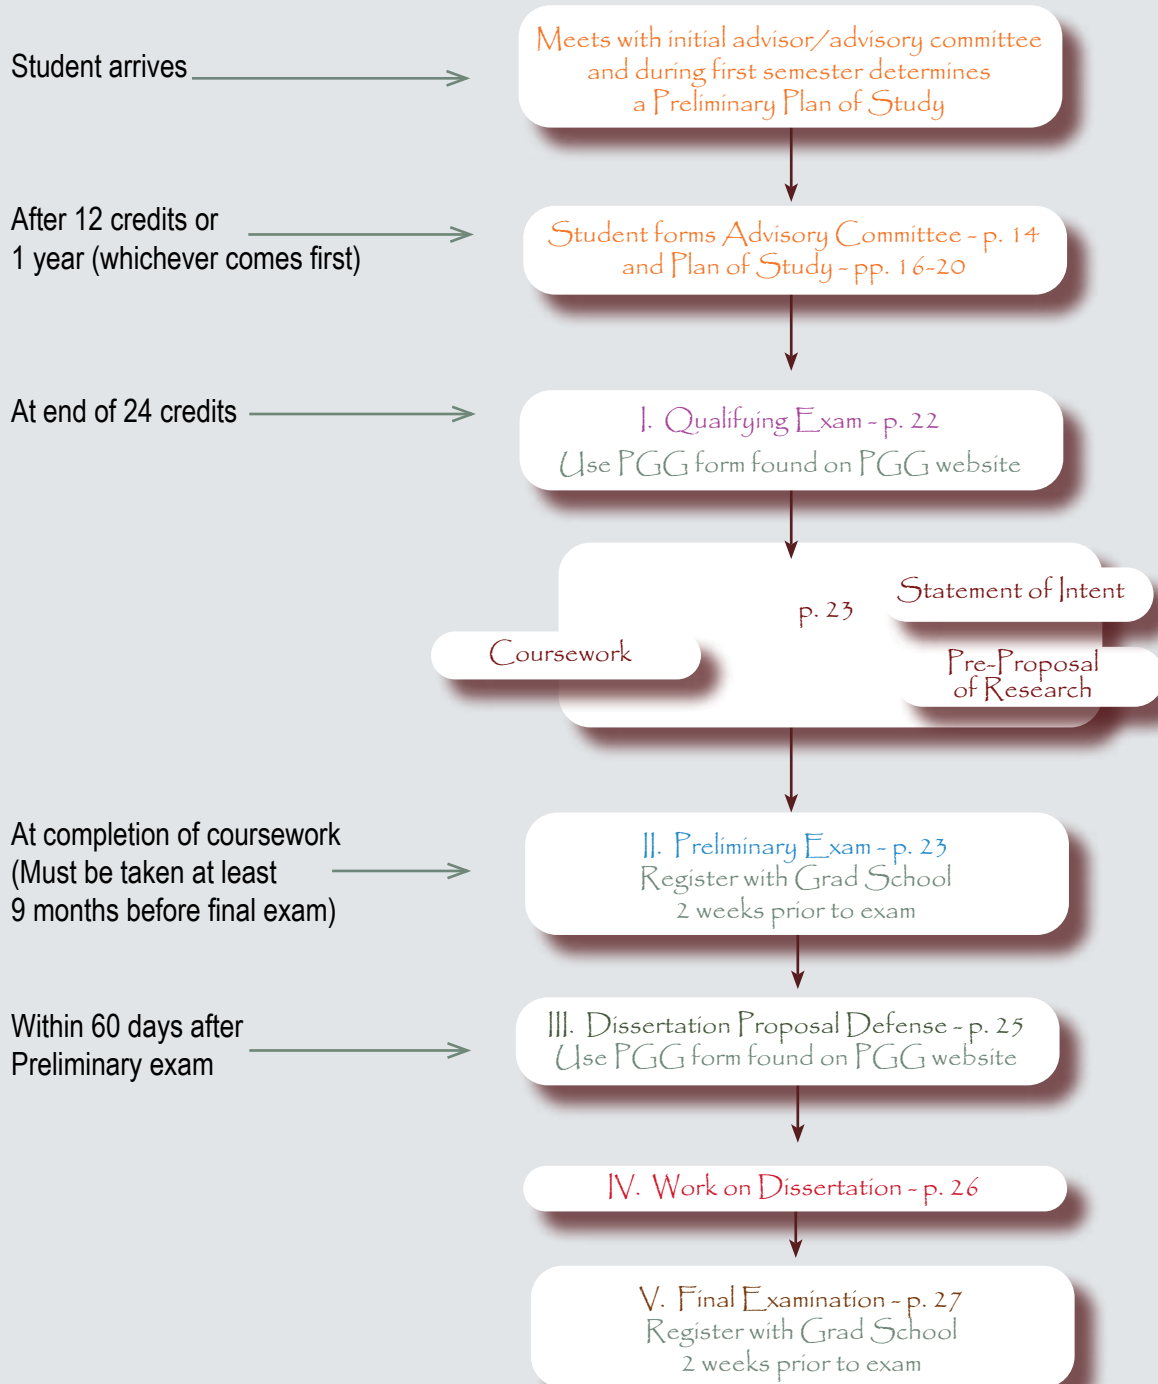 Student arrives
Meets with initial advisor/advisory committee
and during first semester determines
a Preliminary Plan of Study
After 12 credits or
1 year (whichever comes first)
Student forms Advisory Committee - p. 14
and Plan of Study - pp. 16-20
At end of 24 credits
I. Qualifying Exam - p. 22
Use PGG form found on PGG website
p. 23
Statement of Intent
Coursework
Pre-Proposal
of Research
At completion of coursework
(Must be taken at least
9 months before final exam)
II. Preliminary Exam - p. 23
Register with Grad School
2 weeks prior to exam
Within 60 days after
Preliminary exam
III. Dissertation Proposal Defense - p. 25
Use PGG form found on PGG website
IV. Work on Dissertation - p. 26
V. Final Examination - p. 27
Register with Grad School
2 weeks prior to exam